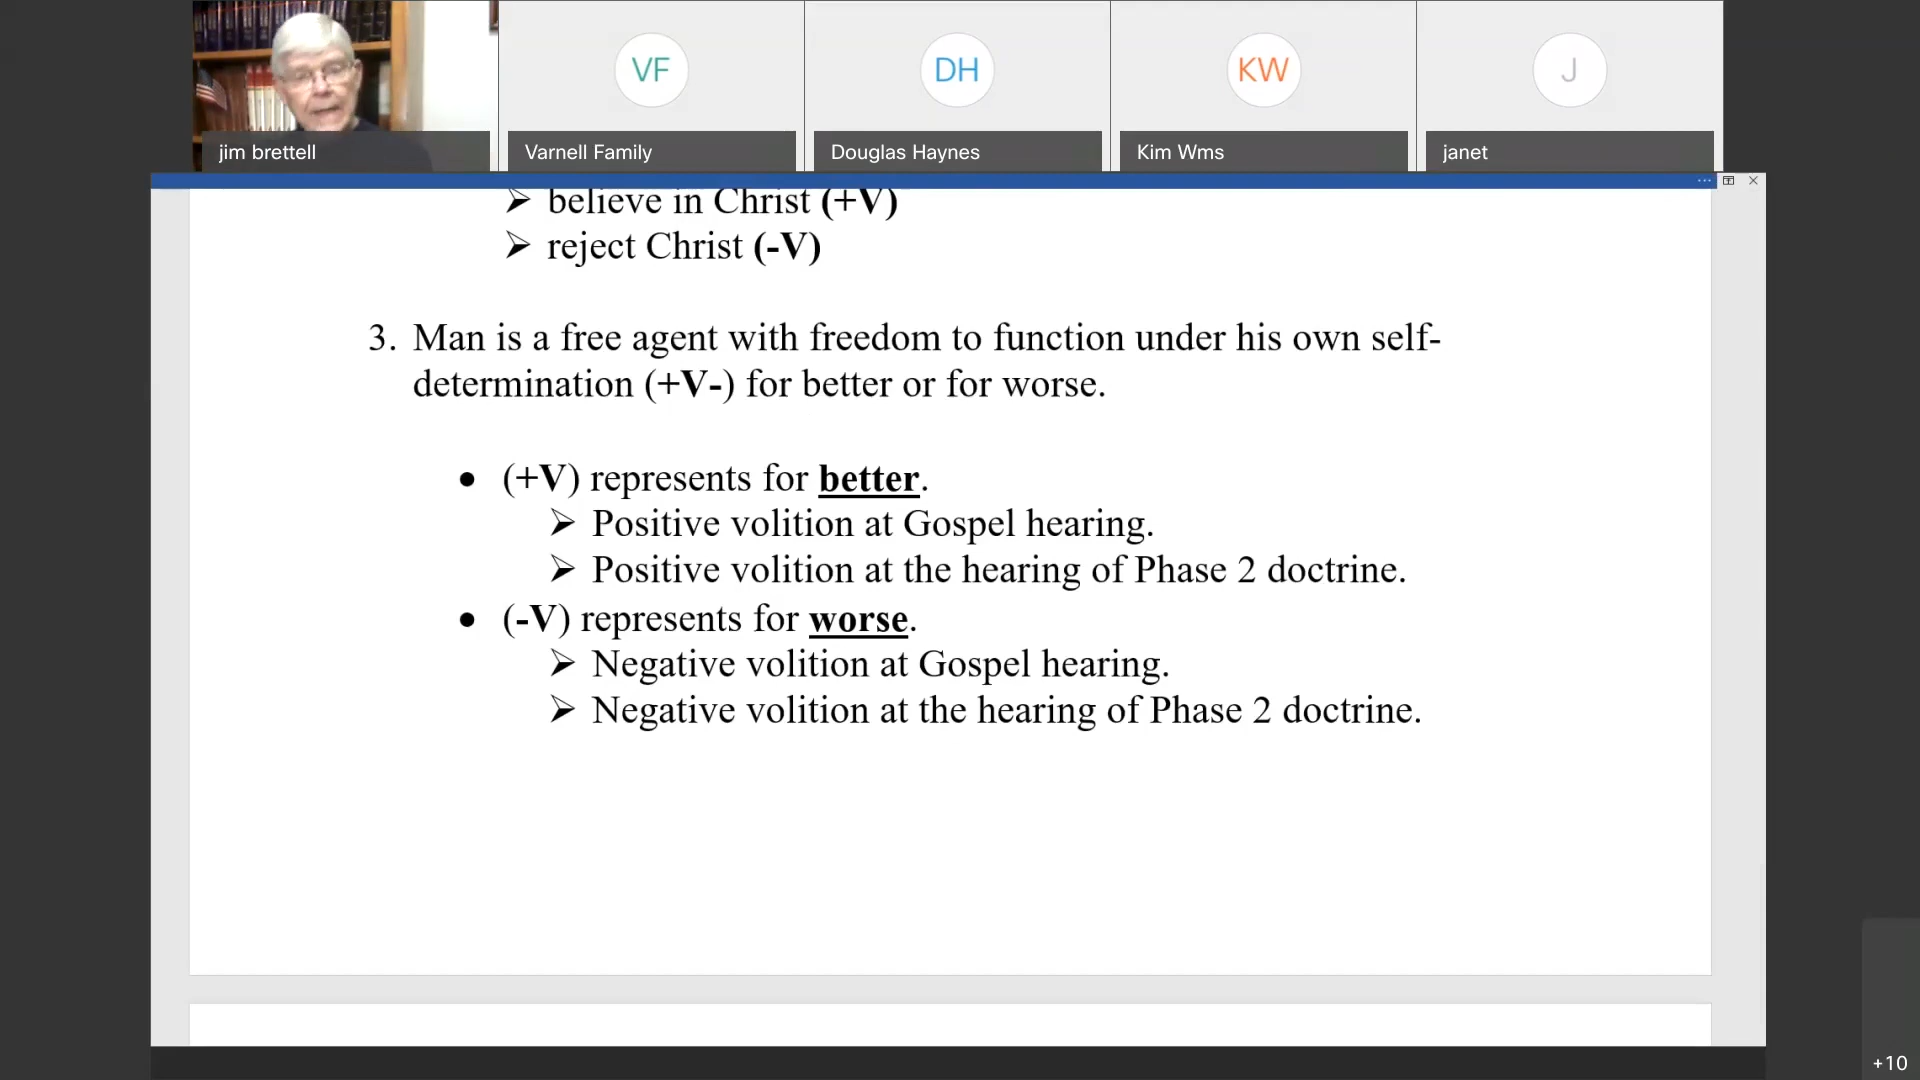 VF
DH
KW
J
jim brettell
Varnell Family
Douglas Haynes
Kim Wms
janet
➢ believe in Christ (+V)
➢ reject Christ (-V)
3. Man is a free agent with freedom to function under his own self-
determination (+V-) for better or for worse.
• (+V) represents for better.
➢ Positive volition at Gospel hearing.
➢ Positive volition at the hearing of Phase 2 doctrine.
• (-V) represents for worse.
➢ Negative volition at Gospel hearing.
➢ Negative volition at the hearing of Phase 2 doctrine.
+10